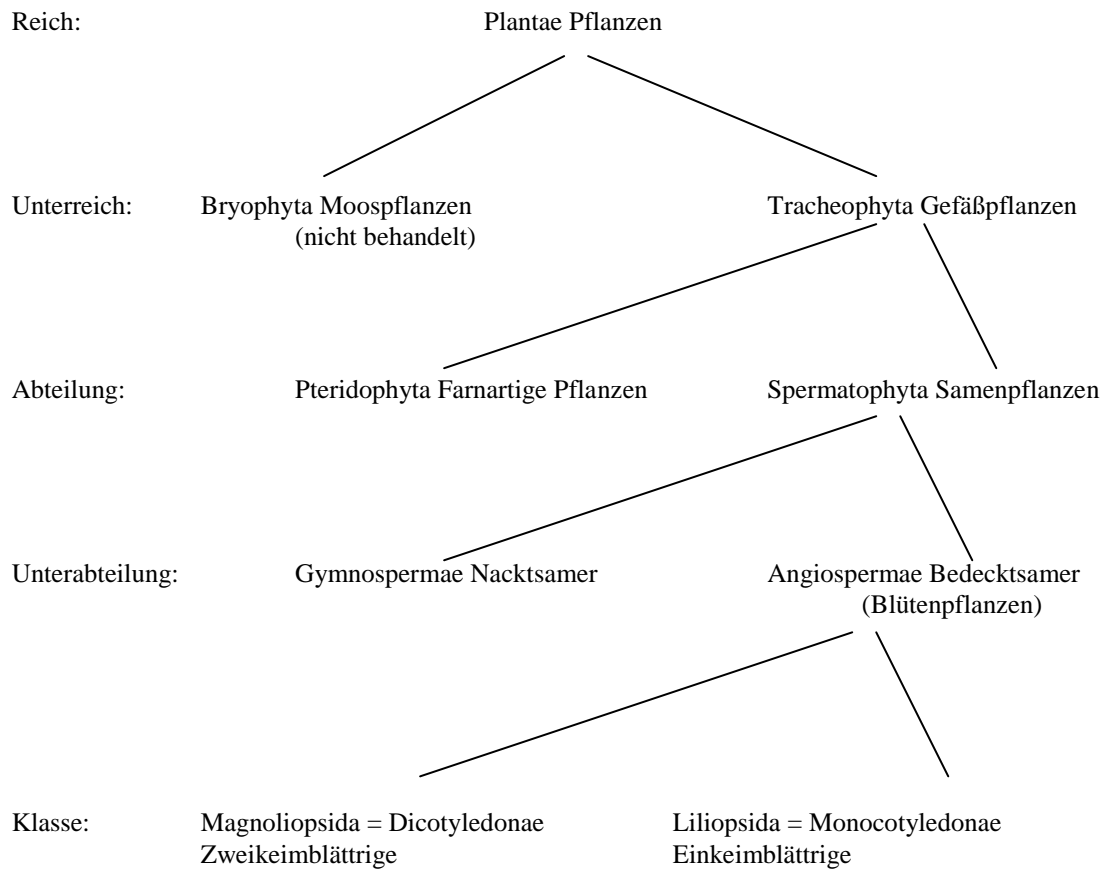 Reich: Plantae Pflanzen
Unterreich: Bryophyta Moospflanzen Tracheophyta Gefäßpflanzen
(nicht behandelt)
Abteilung: Pteridophyta Farnartige Pflanzen Spermatophyta Samenpflanzen
Unterabteilung: Gymnospermae Nacktsamer Angiospermae Bedecktsamer
(Blütenpflanzen)
Klasse: Magnoliopsida = Dicotyledonae Liliopsida = Monocotyledonae
Zweikeimblättrige Einkeimblättrige